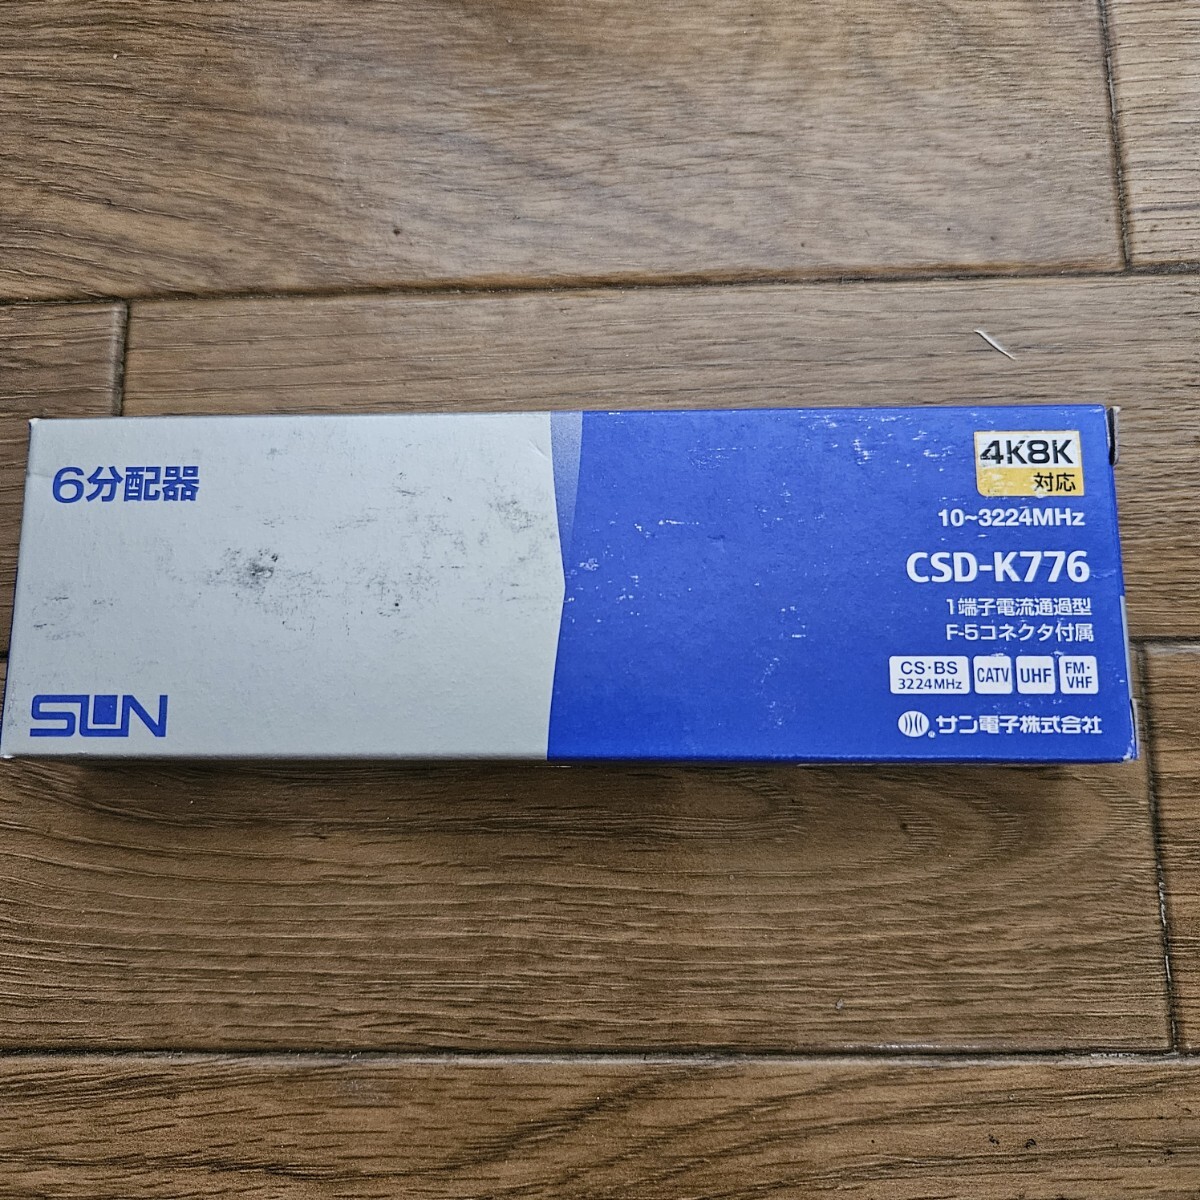 6分配器
SUN
4K8K
対応
10~3224MHz
CSD-K776
1端子電流通過型
F-5コネクタ付属
CS・BS
3224MHz
CATV
UHF
FM・
VHF
サン電子株式会社